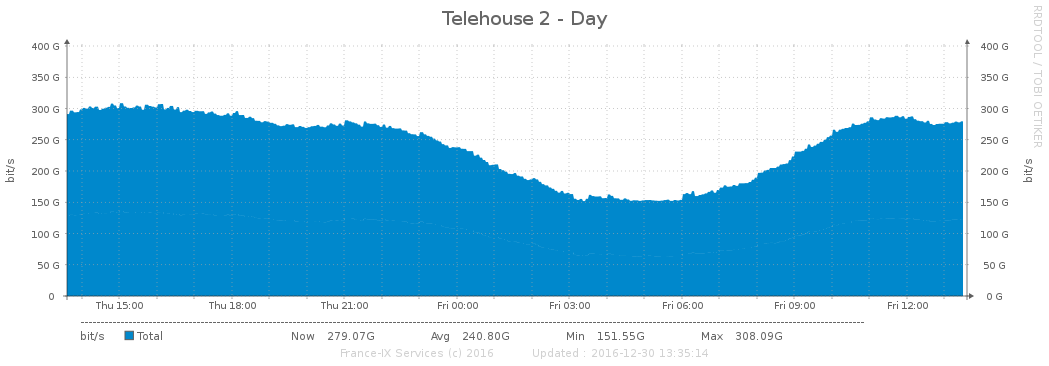 Telehouse 2 - Day
RRDTOOL / TOBI OETIKER
400 G 400 G
350 G 350 G
300 G 300 G
250 G 250 G
200 G 200 G
150 G 150 G
100 G 100 G
50 G 50 G
0 0 G
bit/s bit/s
Thu 15:00 Thu 18:00 Thu 21:00 Fri 00:00 Fri 03:00 Fri 06:00 Fri 09:00 Fri 12:00
bit/s Total Now 279.07G Avg 240.80G Min 151.55G Max 308.09G
France-IX Services (c) 2016 Updated : 2016-12-30 13:35:14